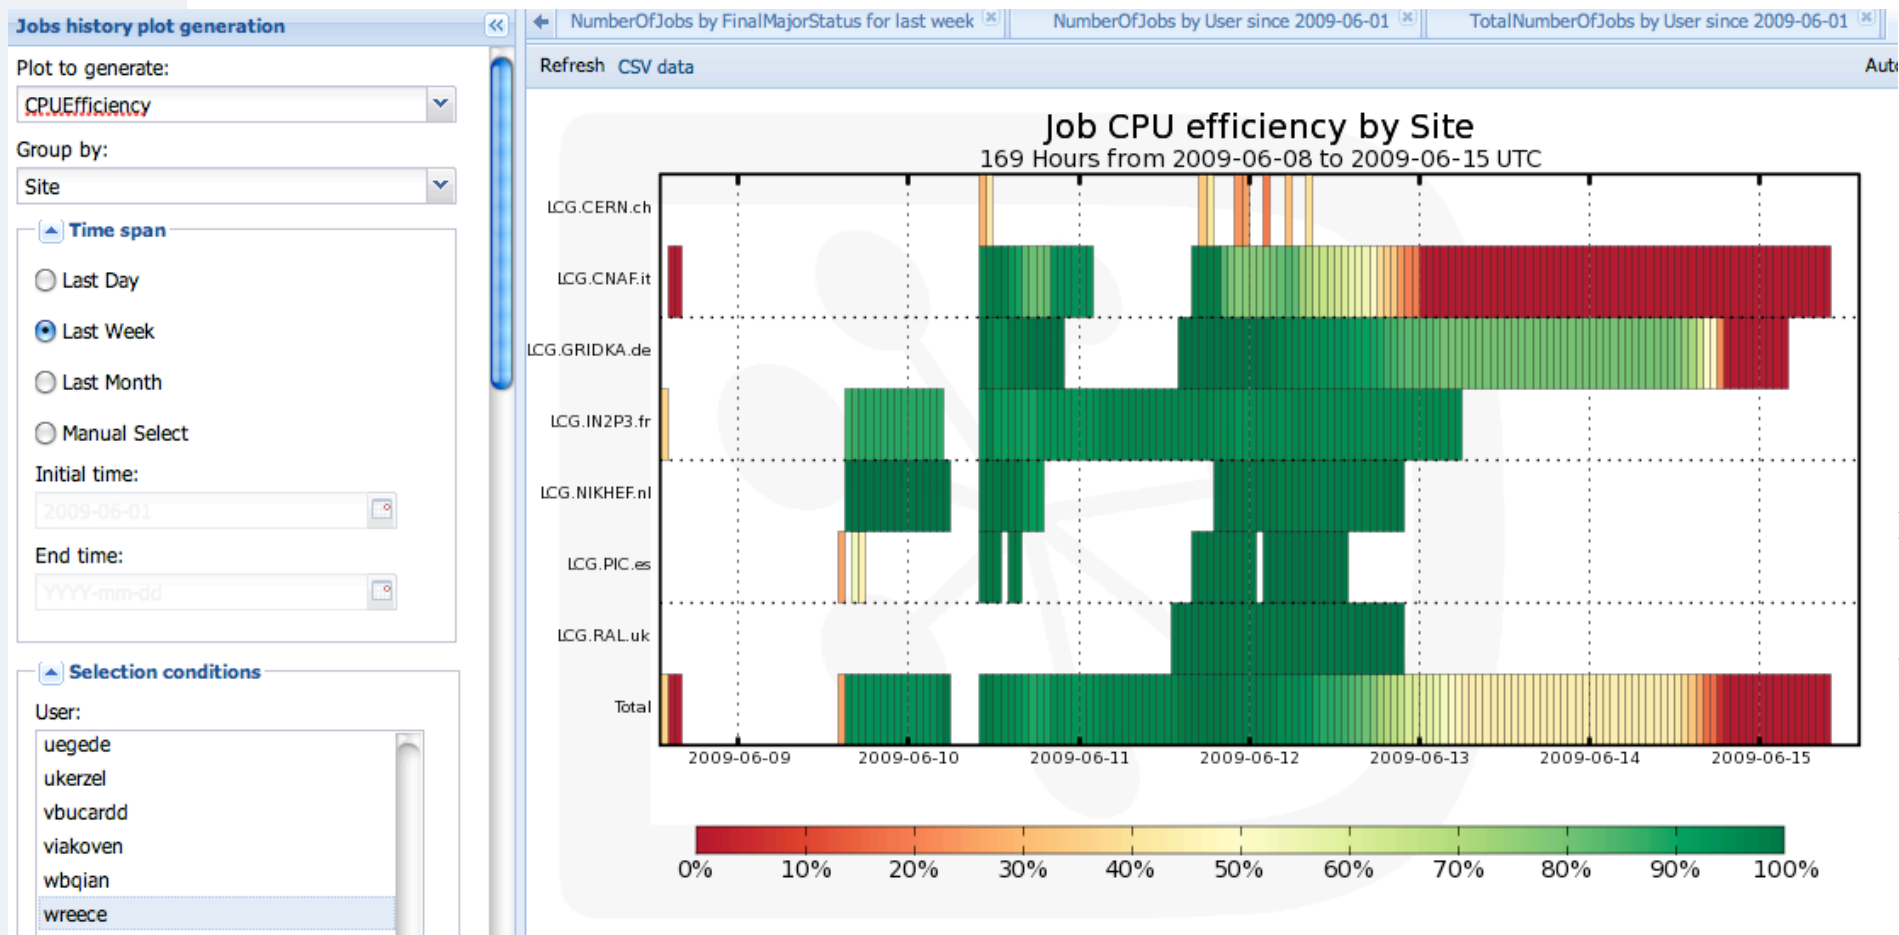 Jobs history plot generation
Plot to generate:
CPUEfficiency
Group by:
Site
Time span
Last Day
Last Week
Last Month
Manual Select
Initial time:
2009-06-01
End time:
YYYY-mm-dd
Selection conditions
User:
uegede
ukerzel
vbucardd
viakoven
wbqian
wreece
NumberOfJobs by FinalMajorStatus for last week
NumberOfJobs by User since 2009-06-01
TotalNumberOfJobs by User since 2009-06-01
Refresh CSV data
Job CPU efficiency by Site
169 Hours from 2009-06-08 to 2009-06-15 UTC
LCG.CERN.ch
LCG.CNAF.it
LCG.GRIDKA.de
LCG.IN2P3.fr
LCG.NIKHEF.nl
LCG.PIC.es
LCG.RAL.uk
Total
2009-06-09 2009-06-10 2009-06-11 2009-06-12 2009-06-13 2009-06-14 2009-06-15
0% 10% 20% 30% 40% 50% 60% 70% 80% 90% 100%